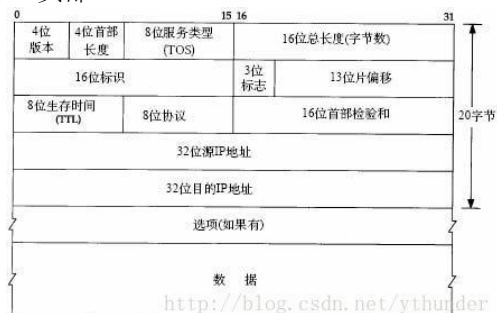 0 15 16 31
4位版本 4位首部长度 8位服务类型(TOS) 16位总长度(字节数)
16位标识 3位标志 13位片偏移
8位生存时间(TTL) 8位协议 16位首部检验和 20字节
32位源IP地址
32位目的IP地址
选项(如果有)
数 据
http://blog.csdn.net/ythunder